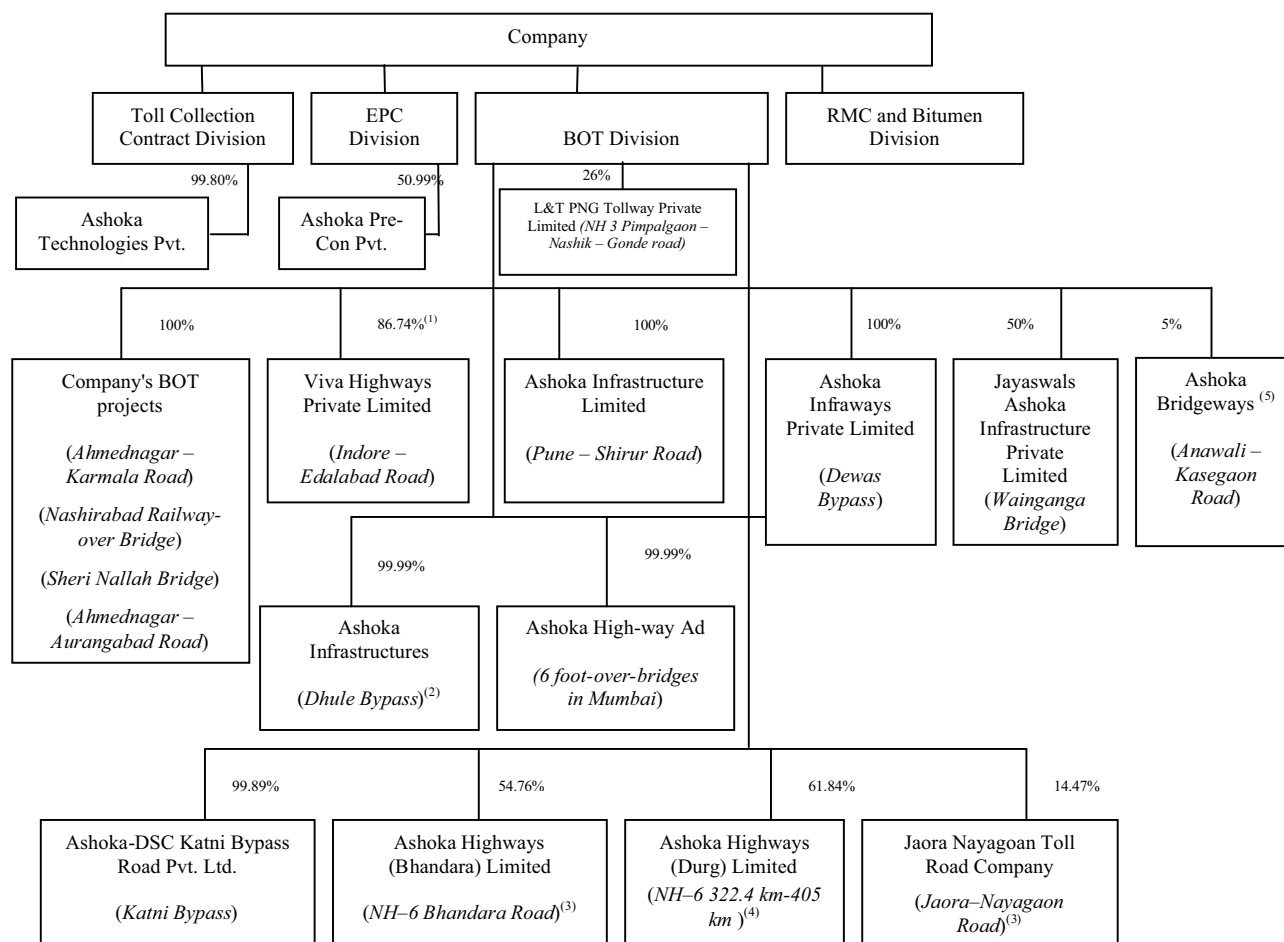 Company
Toll Collection
Contract Division
EPC
Division
BOT Division
RMC and Bitumen
Division
99.80%
50.99%
26%
Ashoka
Technologies Pvt.
Ashoka Pre-
Con Pvt.
L&T PNG Tollway Private
Limited (NH 3 Pimpalgaon –
Nashik – Gonde road)
100%
86.74%(1)
100%
100%
50%
5%
Company's BOT
projects
(Ahmednagar –
Karmala Road)
(Nashirabad Railway-
over Bridge)
(Sheri Nallah Bridge)
(Ahmednagar –
Aurangabad Road)
Viva Highways
Private Limited
(Indore –
Edalabad Road)
Ashoka Infrastructure
Limited
(Pune – Shirur Road)
Ashoka
Infraways
Private Limited
(Dewas
Bypass)
Jayaswals
Ashoka
Infrastructure
Private
Limited
(Wainganga
Bridge)
Ashoka
Bridgeways (5)
(Anawali –
Kasegaon
Road)
99.99%
99.99%
Ashoka
Infrastructures
(Dhule Bypass)(2)
Ashoka High-way Ad
(6 foot-over-bridges
in Mumbai)
99.89%
54.76%
61.84%
14.47%
Ashoka-DSC Katni Bypass
Road Pvt. Ltd.
(Katni Bypass)
Ashoka Highways
(Bhandara) Limited
(NH–6 Bhandara Road)(3)
Ashoka Highways
(Durg) Limited
(NH–6 322.4 km-405
km )(4)
Jaora Nayagoan Toll
Road Company
(Jaora–Nayagaon
Road)(3)